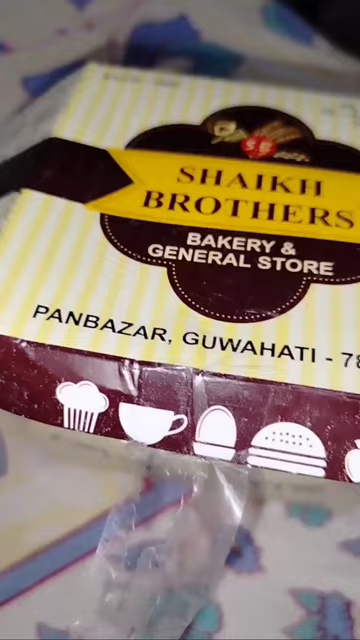 SHAIKH
BROTHERS
BAKERY &
GENERAL STORE
PANBAZAR, GUWAHATI - 78